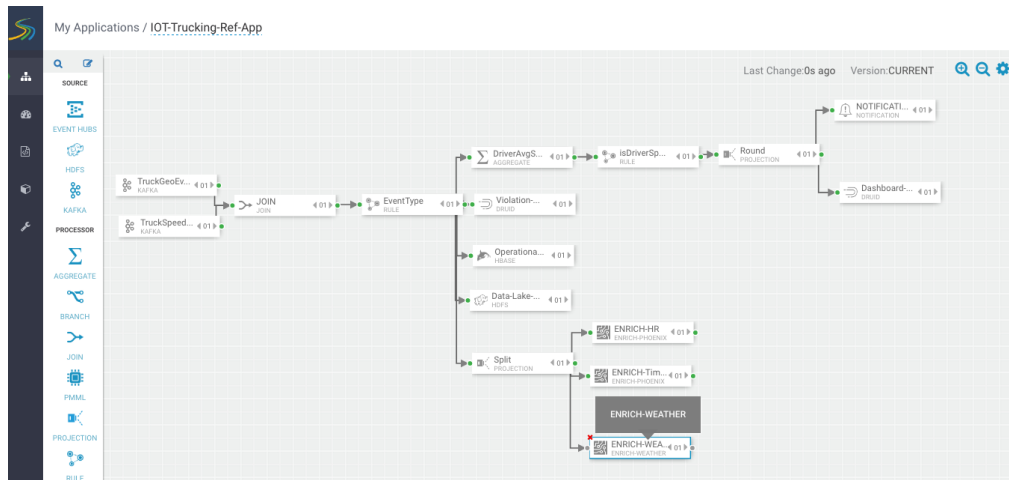 My Applications / IOT-Trucking-Ref-App
Last Change:0s ago Version:CURRENT
SOURCE
EVENT HUBS
HDFS
KAFKA
PROCESSOR
AGGREGATE
BRANCH
JOIN
PMML
PROJECTION
RULE
TruckGeoEv... 01
KAFKA
TruckSpeed... 01
KAFKA
JOIN 01
JOIN
EventType 01
RULE
DriverAvgS... 01
AGGREGATE
isDriverSp... 01
RULE
Round 01
PROJECTION
NOTIFICATI... 01
NOTIFICATION
Dashboard-... 01
DRUID
Violation-... 01
DRUID
Operationa... 01
HBASE
Data-Lake-... 01
HDFS
Split 01
PROJECTION
ENRICH-HR 01
ENRICH-PHOENIX
ENRICH-Tim... 01
ENRICH-PHOENIX
ENRICH-WEATHER
ENRICH-WEA... 01
ENRICH-WEATHER